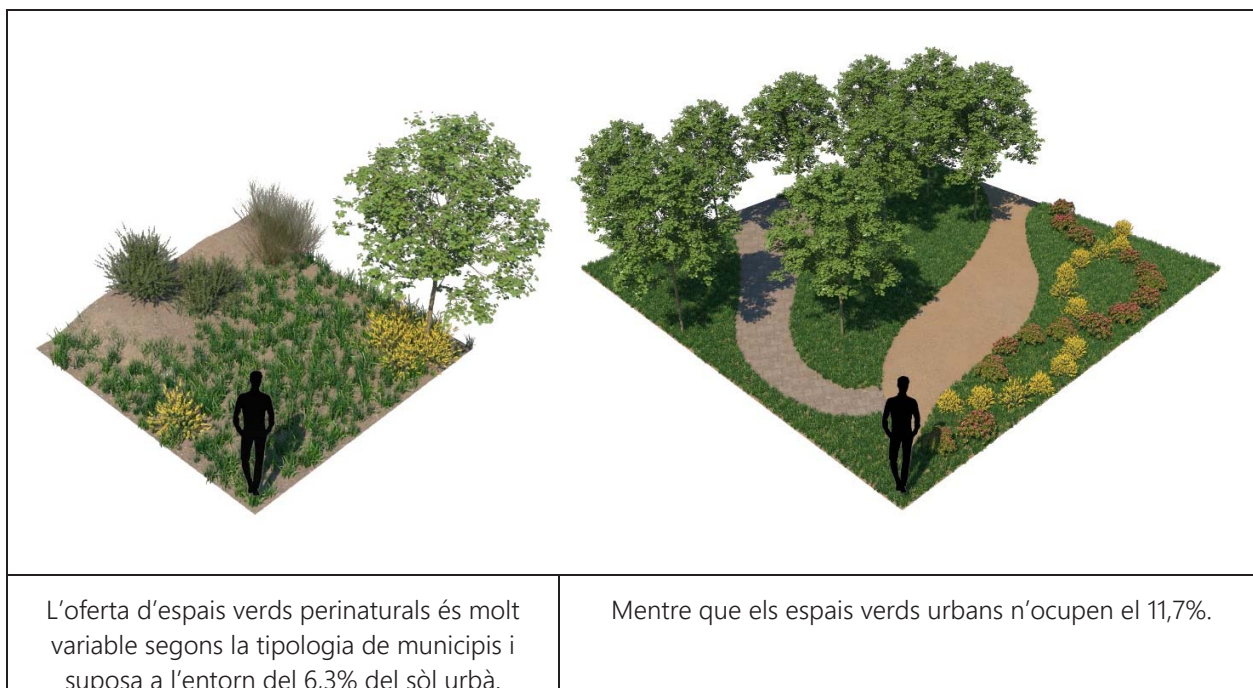 L’oferta d’espais verds perinaturals és molt
variable segons la tipologia de municipis i
suposa a l’entorn del 6,3% del sòl urbà.
Mentre que els espais verds urbans n’ocupen el 11,7%.